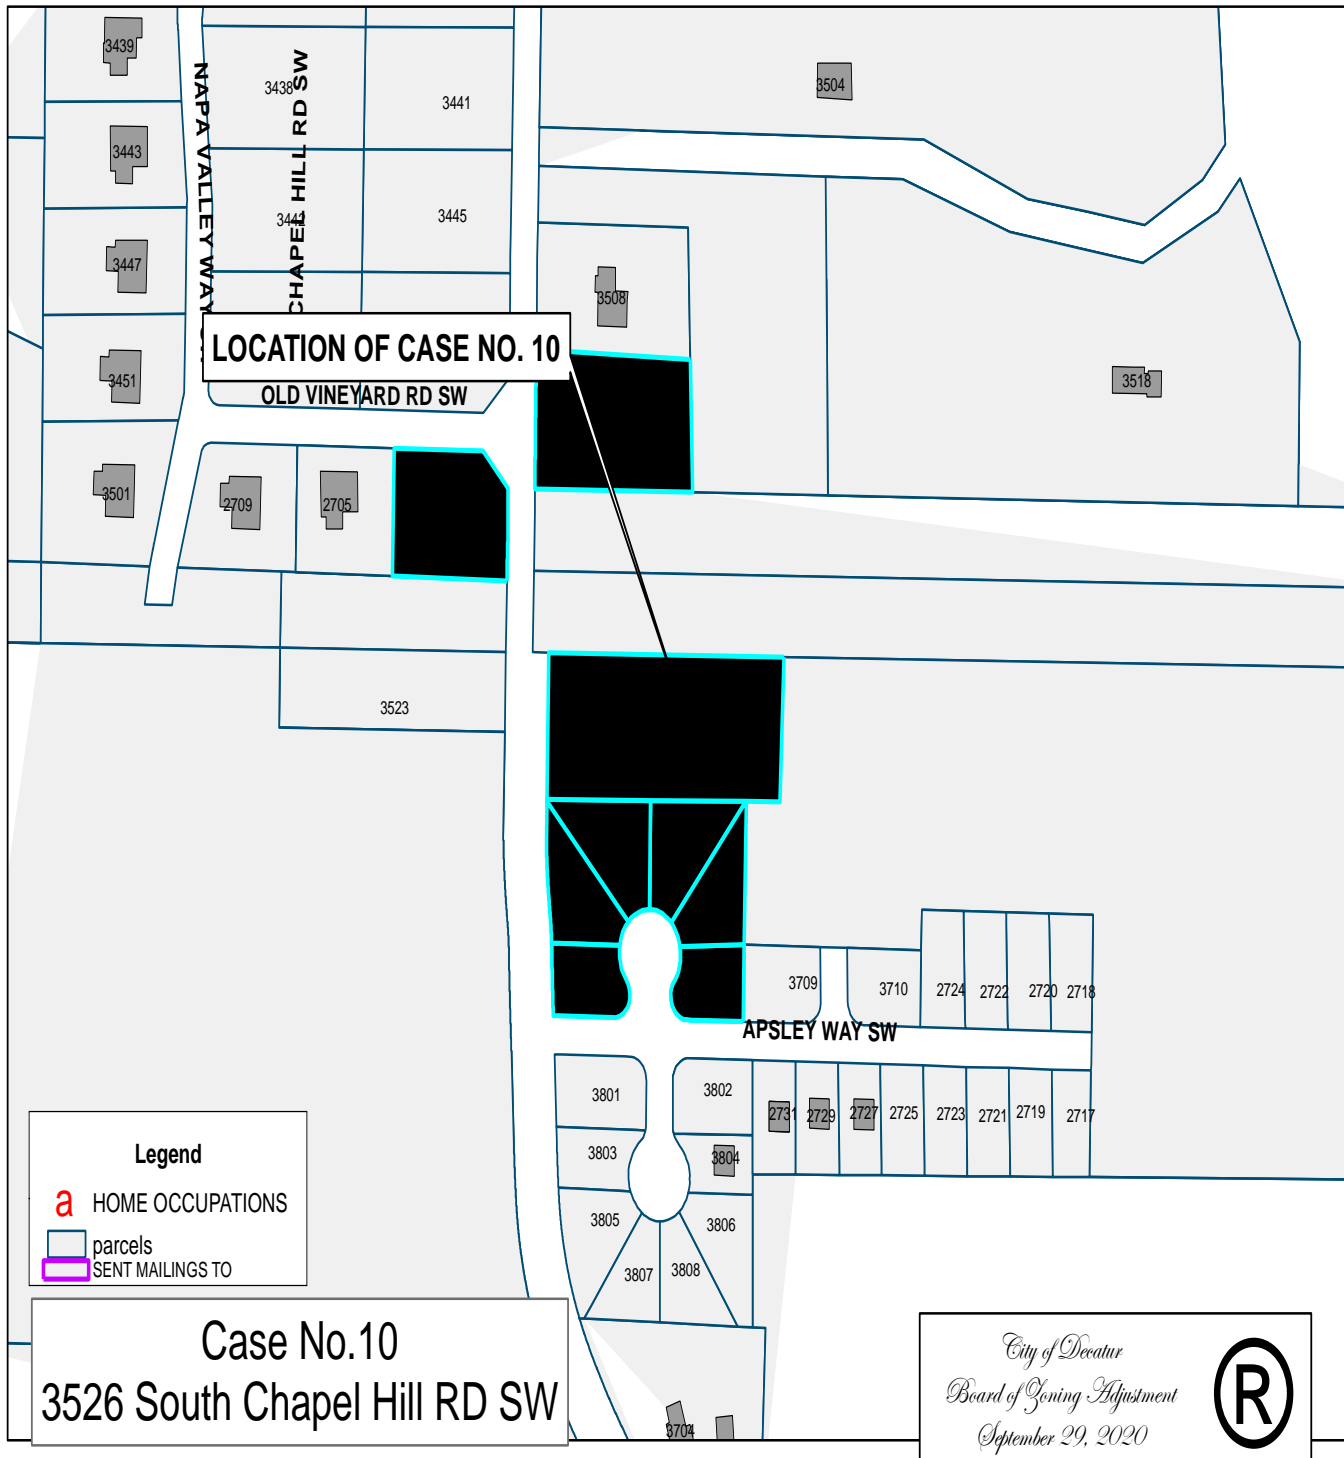 3439
3438
3441
3504
NAPA VALLEY WAY
CHAPEL HILL RD SW
3443
3442
3445
3447
3508
LOCATION OF CASE NO. 10
3451
OLD VINEYARD RD SW
3518
3501
2709
2705
3523
3709
3710
2724
2722
2720
2718
APSLEY WAY SW
3801
3802
2731
2729
2727
2725
2723
2721
2719
2717
3803
3804
3805
3806
3807
3808
3704
Legend
a HOME OCCUPATIONS
parcels
SENT MAILINGS TO
Case No.10
3526 South Chapel Hill RD SW
City of Decatur
Board of Zoning Adjustment
September 29, 2020
®